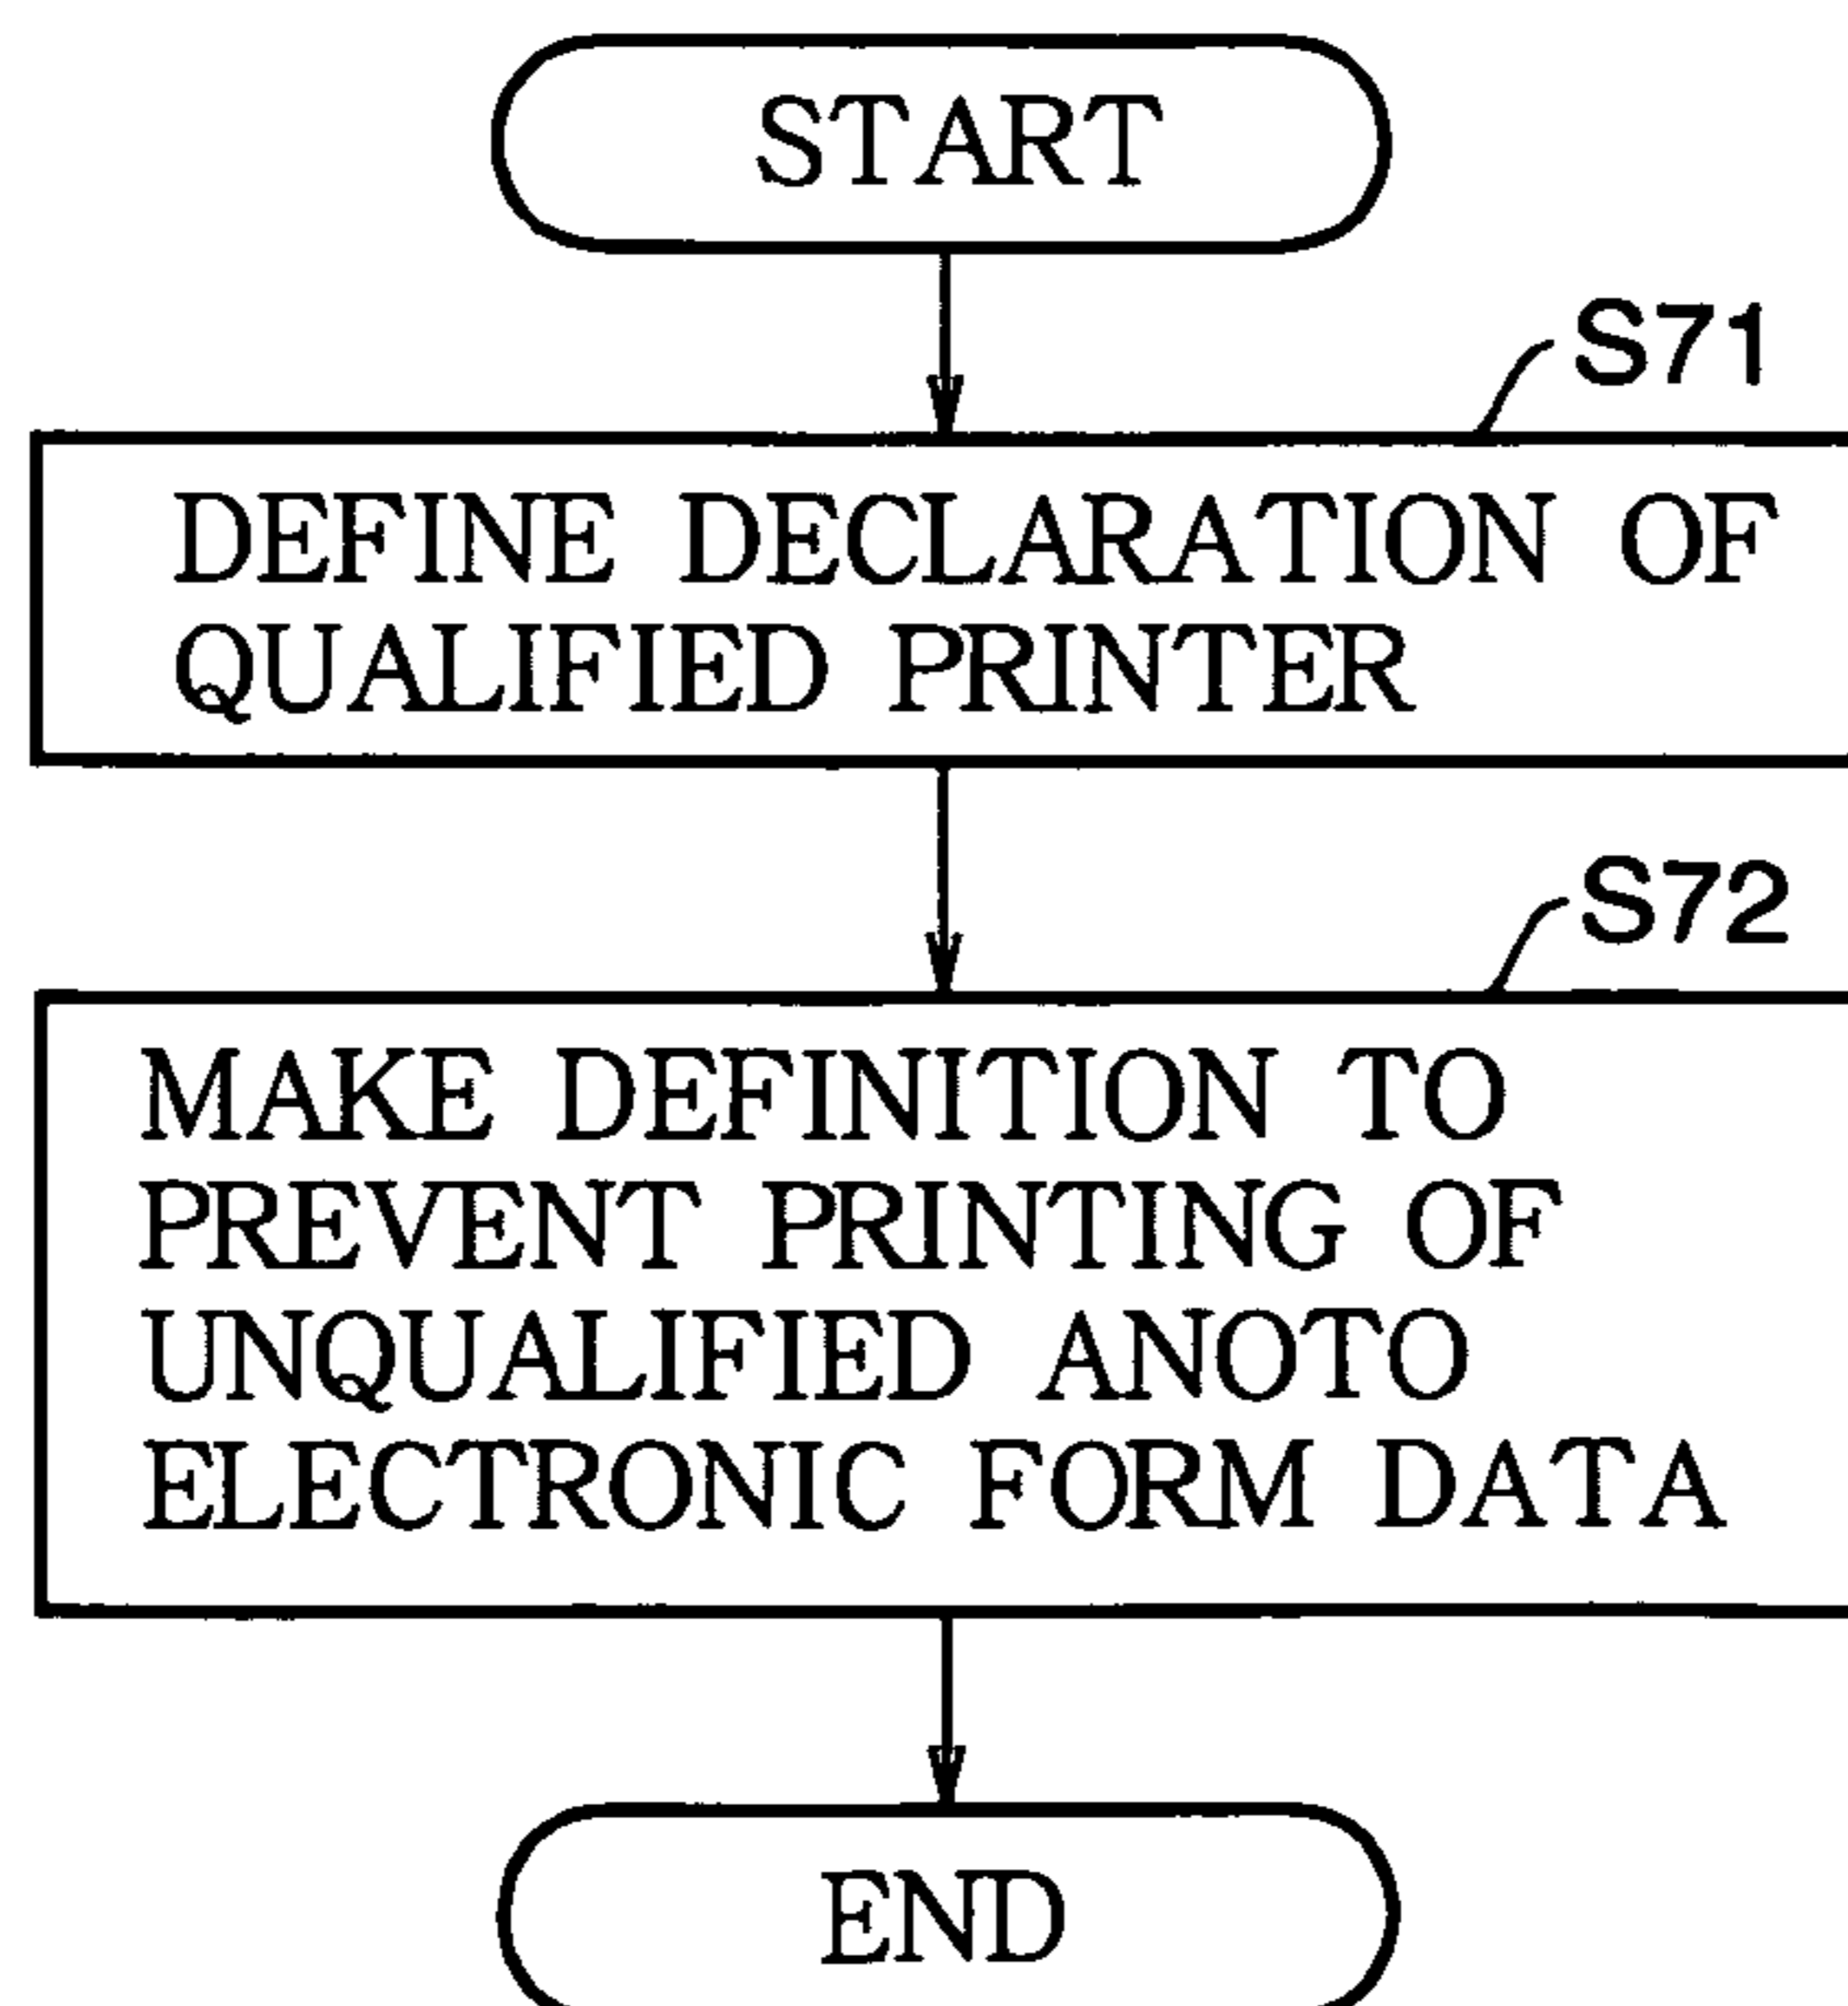 START
S71
DEFINE DECLARATION OF
QUALIFIED PRINTER
S72
MAKE DEFINITION TO
PREVENT PRINTING OF
UNQUALIFIED ANOTO
ELECTRONIC FORM DATA
END